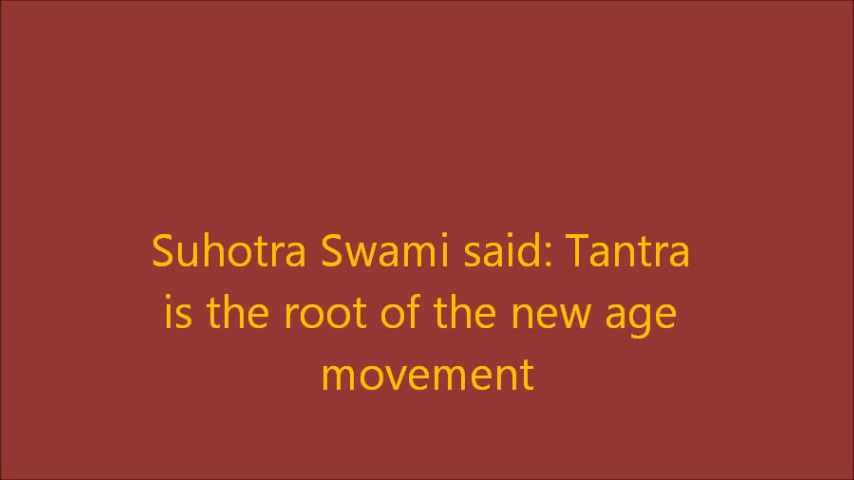 Suhotra Swami said: Tantra
is the root of the new age
movement